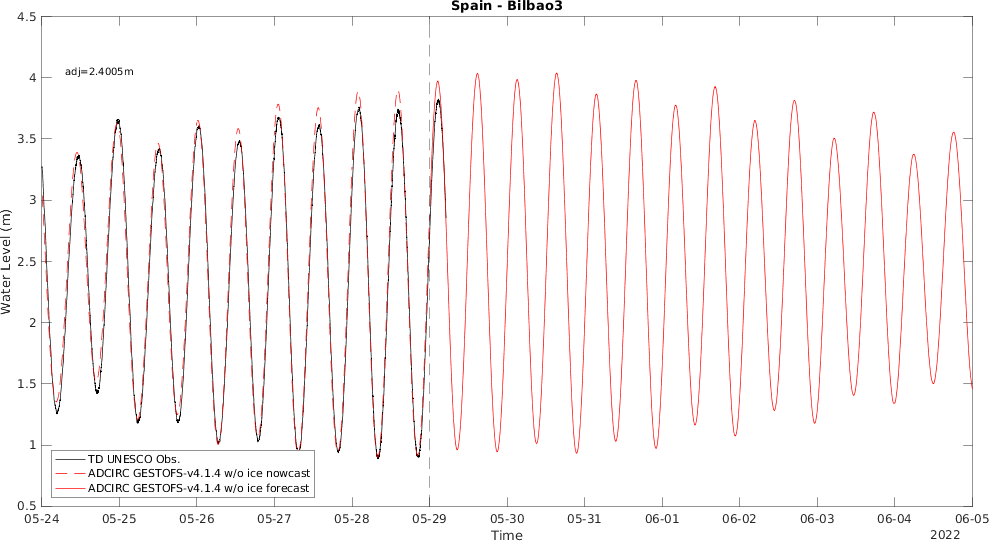 Spain - Bilbao3
4.5
4
3.5
3
2.5
2
1.5
1
0.5
Water Level (m)
adj=2.4005m
TD UNESCO Obs.
ADCIRC GESTOFS-v4.1.4 w/o ice nowcast
ADCIRC GESTOFS-v4.1.4 w/o ice forecast
05-24 05-25 05-26 05-27 05-28 05-29 05-30 05-31 06-01 06-02 06-03 06-04 06-05
Time
2022